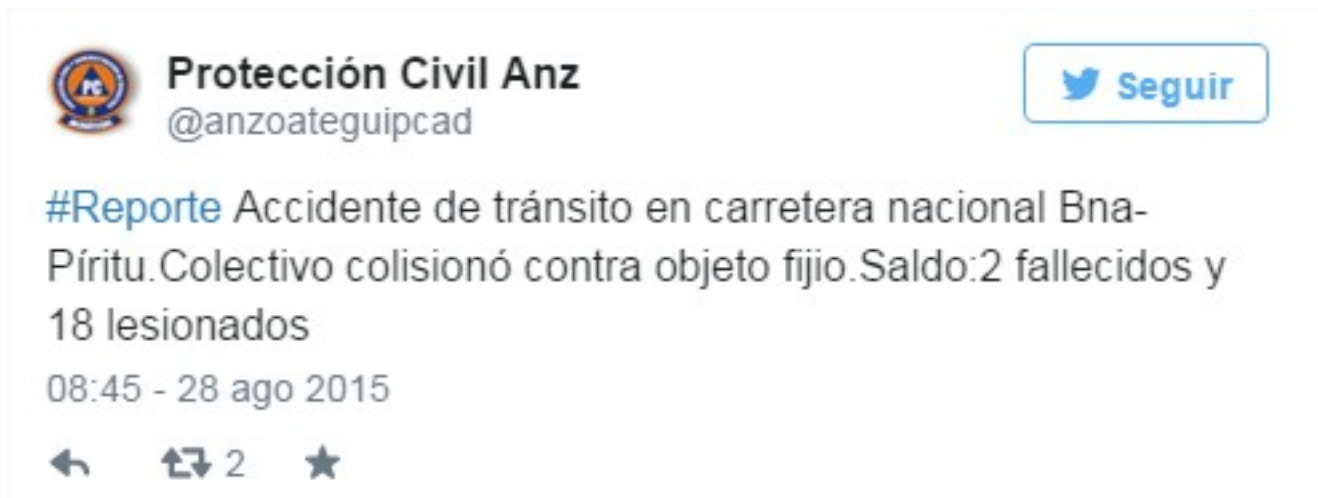 Protección Civil Anz
@anzoateguipcad
Seguir
PC
#Reporte Accidente de tránsito en carretera nacional Bna-
Píritu.Colectivo colisionó contra objeto fijio.Saldo:2 fallecidos y
18 lesionados
08:45 - 28 ago 2015
2